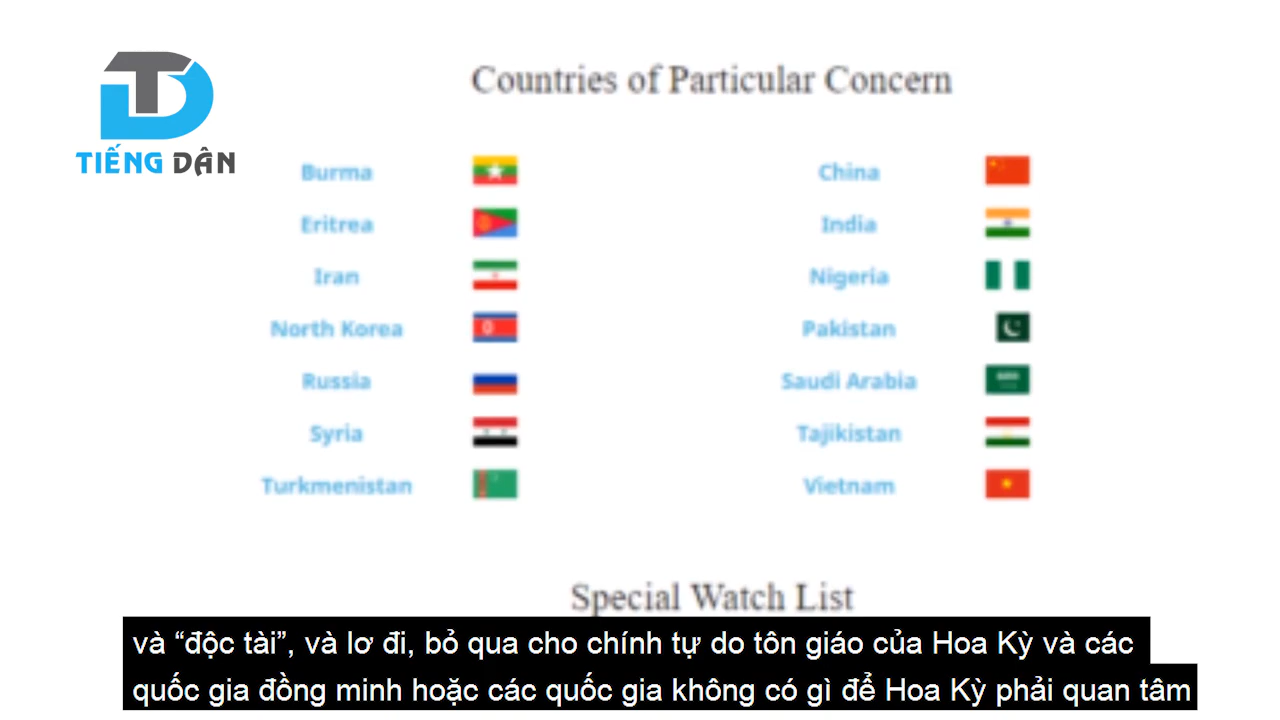 TIẾNG DÂN
Countries of Particular Concern
Burma
China
Eritrea
India
Iran
Nigeria
North Korea
Pakistan
Russia
Saudi Arabia
Syria
Tajikistan
Turkmenistan
Vietnam
Special Watch List
và “độc tài”, và lơ đi, bỏ qua cho chính tự do tôn giáo của Hoa Kỳ và các
quốc gia đồng minh hoặc các quốc gia không có gì để Hoa Kỳ phải quan tâm